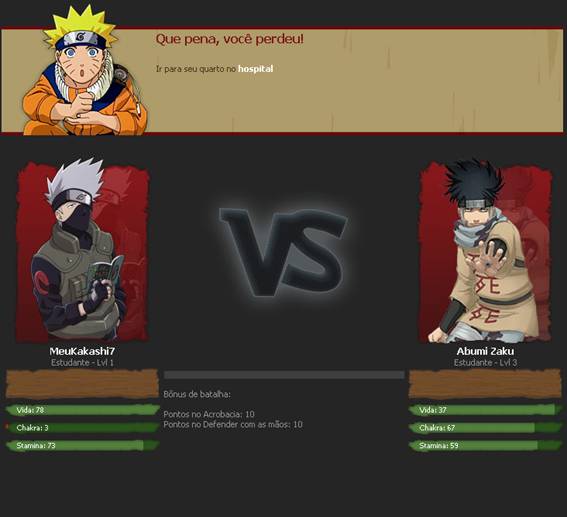 Que pena, você perdeu!
Ir para seu quarto no hospital
VS
MeuKakashi7
Estudante - Lvl 1
Abumi Zaku
Estudante - Lvl 3
Vida: 78
Chakra: 3
Stamina: 73
Bônus de batalha:
Pontos no Acrobacia: 10
Pontos no Defender com as mãos: 10
Vida: 37
Chakra: 67
Stamina: 59